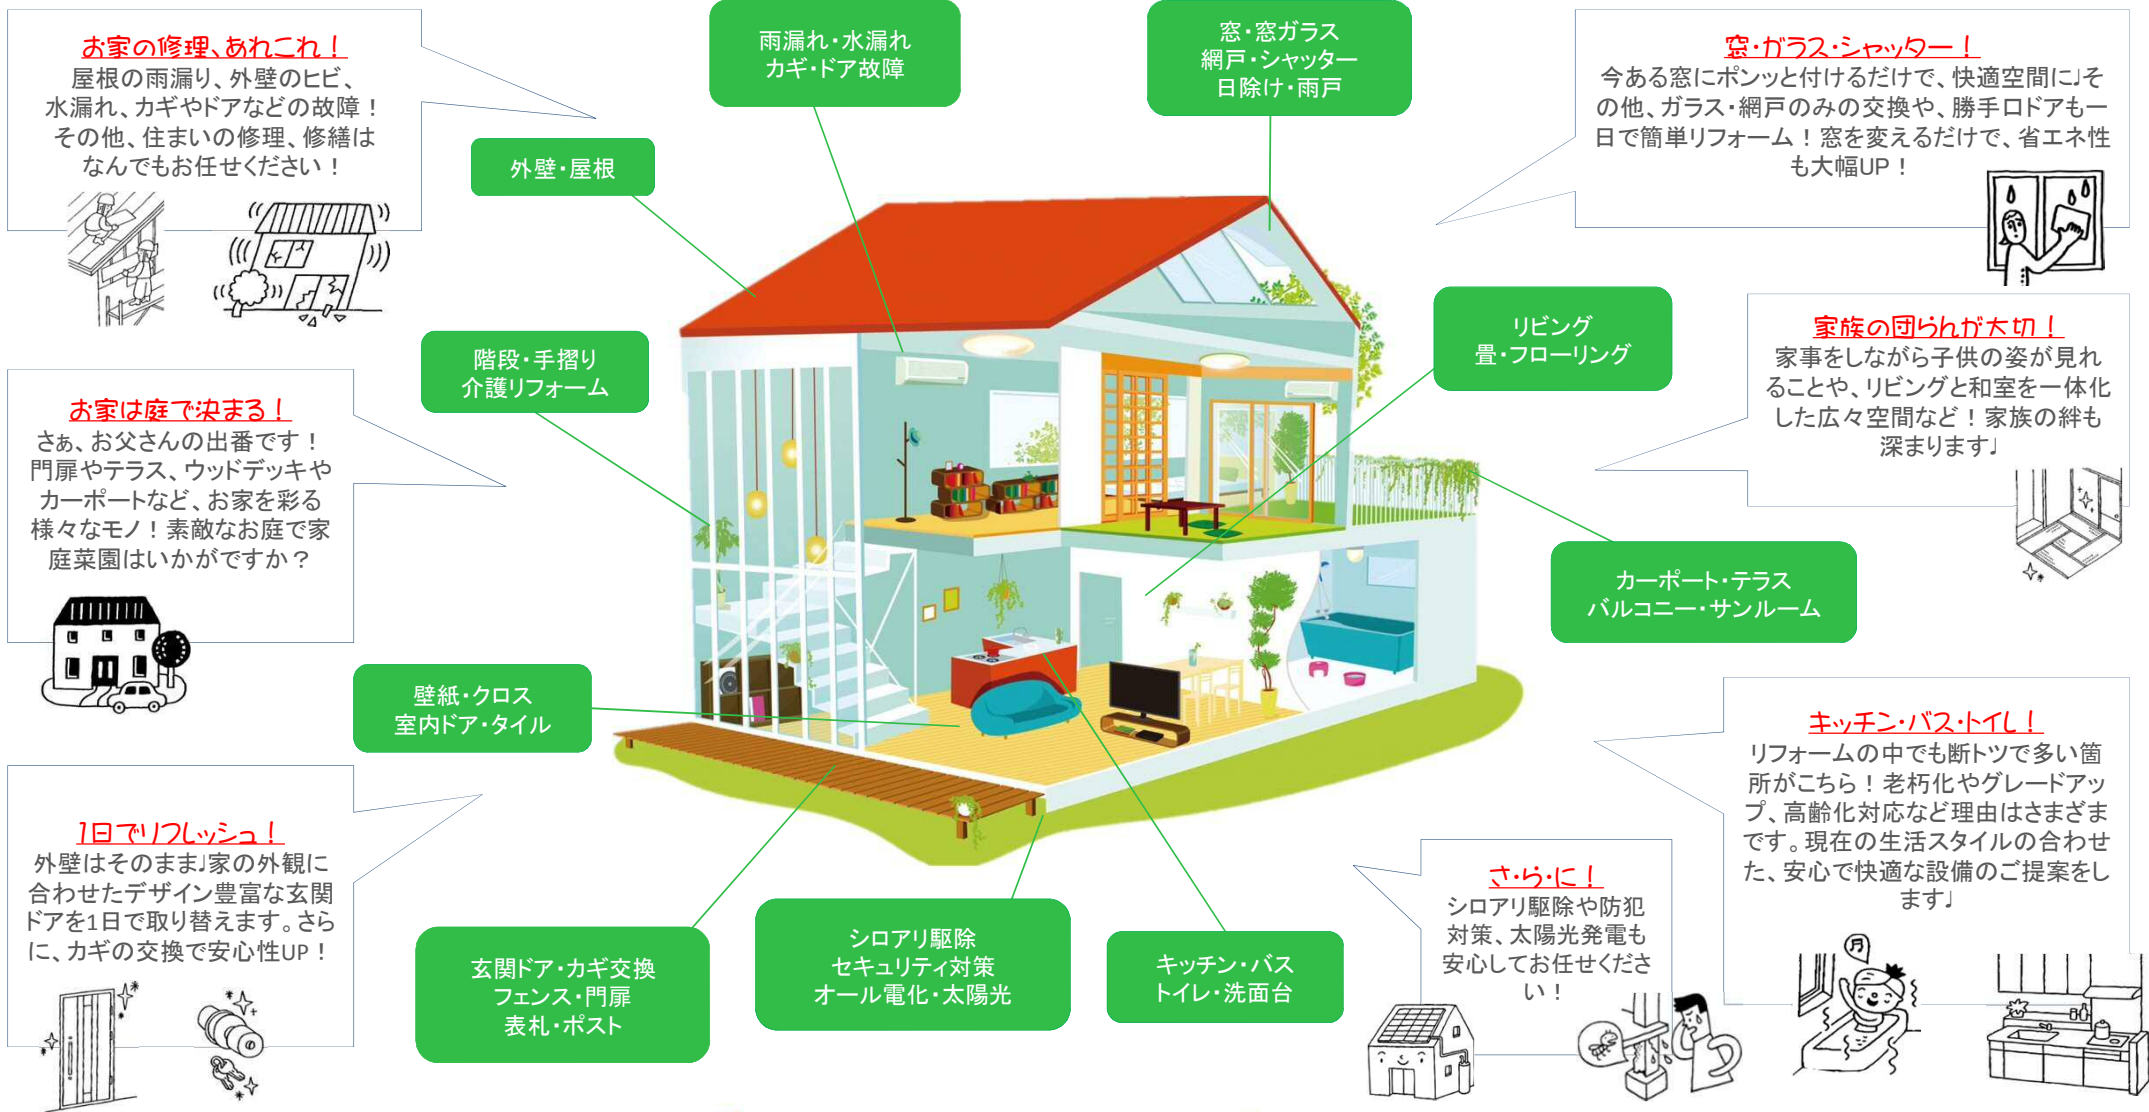 お家の修理、あれこれ！
屋根の雨漏り、外壁のヒビ、
水漏れ、カギやドアなどの故障！
その他、住まいの修理、修繕は
なんでもお任せください！
雨漏れ・水漏れ
カギ・ドア故障
窓・窓ガラス
網戸・シャッター
日除け・雨戸
窓・ガラス・シャッター！
今ある窓にポンッと付けるだけで、快適空間に♩そ
の他、ガラス・網戸のみの交換や、勝手口ドアも一
日で簡単リフォーム！窓を変えるだけで、省エネ性
も大幅UP！
外壁・屋根
階段・手摺り
介護リフォーム
リビング
畳・フローリング
家族の団らんが大切！
家事をしながら子供の姿が見れ
ることや、リビングと和室を一体化
した広々空間など！家族の絆も
深まります♩
お家は庭で決まる！
さぁ、お父さんの出番です！
門扉やテラス、ウッドデッキや
カーポートなど、お家を彩る
様々なモノ！素敵なお庭で家
庭菜園はいかがですか？
カーポート・テラス
バルコニー・サンルーム
壁紙・クロス
室内ドア・タイル
キッチン・バス・トイレ！
リフォームの中でも断トツで多い箇
所がこちら！老朽化やグレードアッ
プ、高齢化対応など理由はさまざま
です。現在の生活スタイルの合わせ
た、安心で快適な設備のご提案をし
ます♩
1日でリフレッシュ！
外壁はそのまま♩家の外観に
合わせたデザイン豊富な玄関
ドアを1日で取り替えます。さら
に、カギの交換で安心性UP！
玄関ドア・カギ交換
フェンス・門扉
表札・ポスト
シロアリ駆除
セキュリティ対策
オール電化・太陽光
キッチン・バス
トイレ・洗面台
さ・ら・に！
シロアリ駆除や防犯
対策、太陽光発電も
安心してお任せくださ
い！